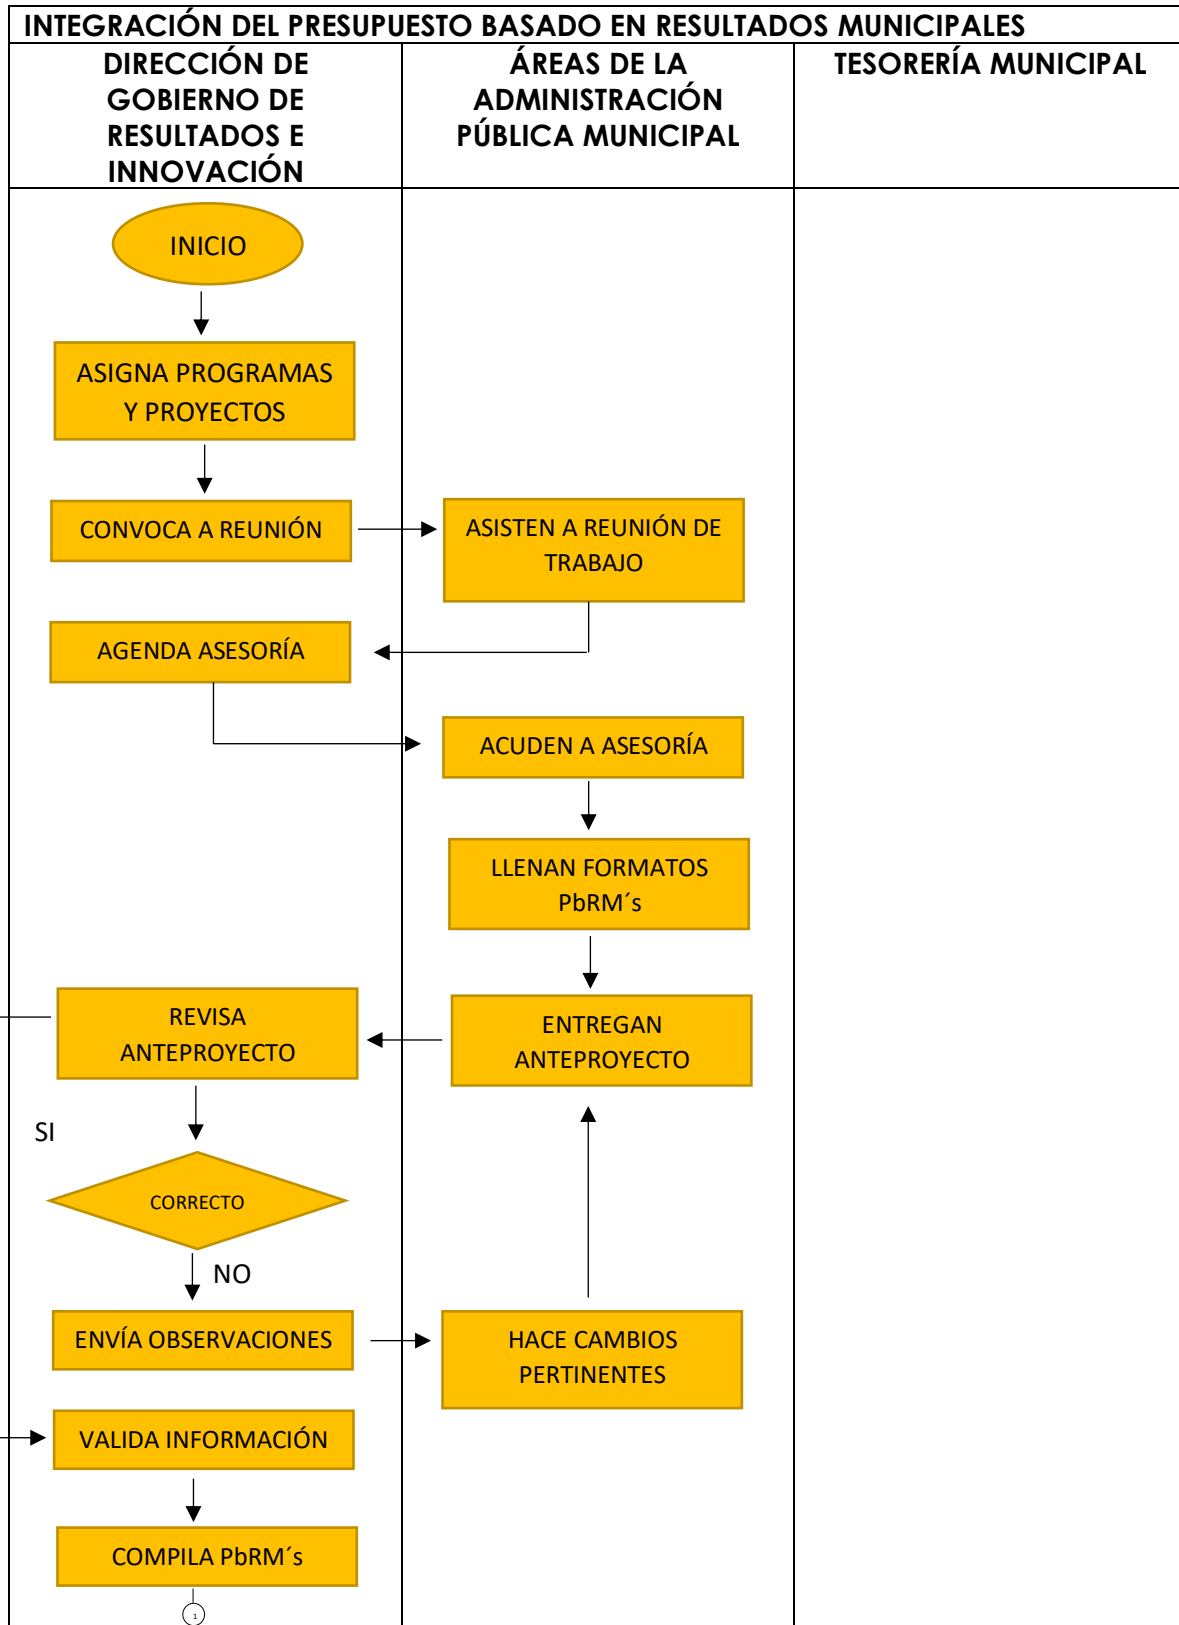 INTEGRACIÓN DEL PRESUPUESTO BASADO EN RESULTADOS MUNICIPALES
DIRECCIÓN DE
GOBIERNO DE
RESULTADOS E
INNOVACIÓN
ÁREAS DE LA
ADMINISTRACIÓN
PÚBLICA MUNICIPAL
TESORERÍA MUNICIPAL
INICIO
ASIGNA PROGRAMAS
Y PROYECTOS
CONVOCA A REUNIÓN
ASISTEN A REUNIÓN DE
TRABAJO
AGENDA ASESORÍA
ACUDEN A ASESORÍA
LLENAN FORMATOS
PbRM´s
REVISA
ANTEPROYECTO
ENTREGAN
ANTEPROYECTO
SI
CORRECTO
NO
ENVÍA OBSERVACIONES
HACE CAMBIOS
PERTINENTES
VALIDA INFORMACIÓN
COMPILA PbRM´s
1